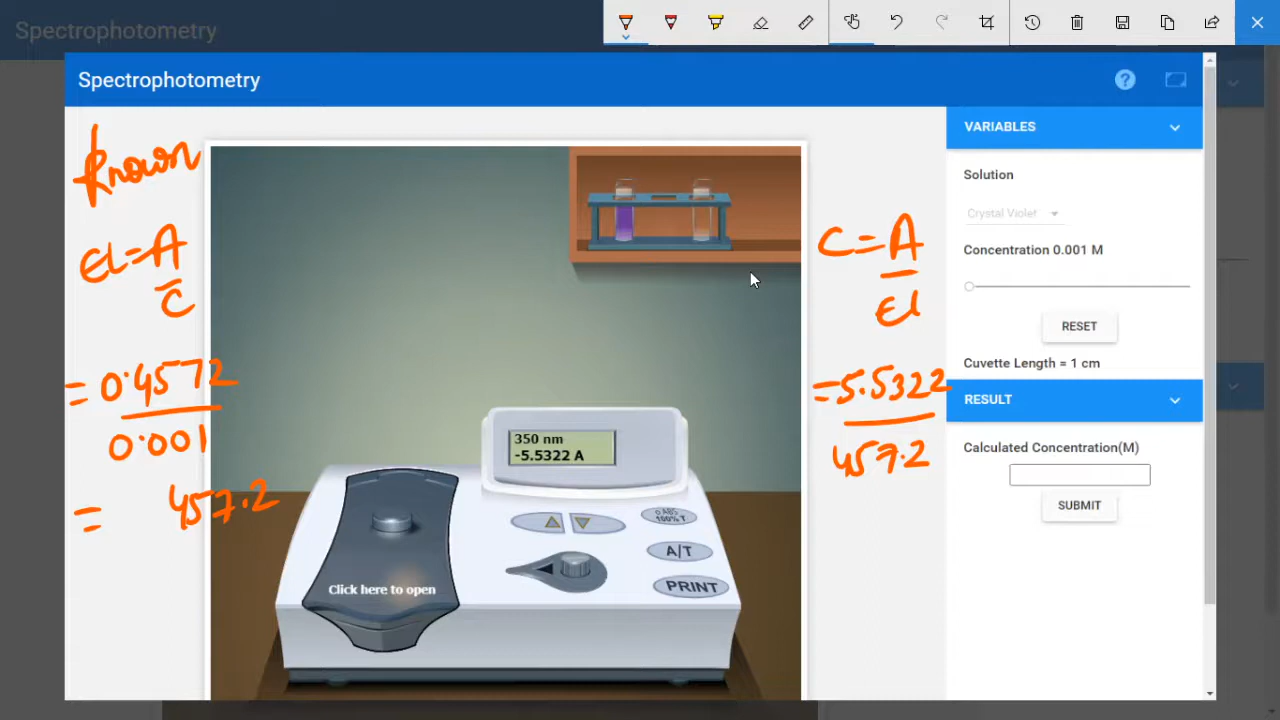 Spectrophotometry
Spectrophotometry
VARIABLES
known
Solution
Crystal Violet
εl = A
C
C = A
εl
Concentration 0.001 M
RESET
Cuvette Length = 1 cm
= 0.4572
0.001
= 5.5322
457.2
RESULT
350 nm
-5.5322 A
Calculated Concentration(M)
= 457.2
SUBMIT
0 ABS
100% T
A/T
PRINT
Click here to open